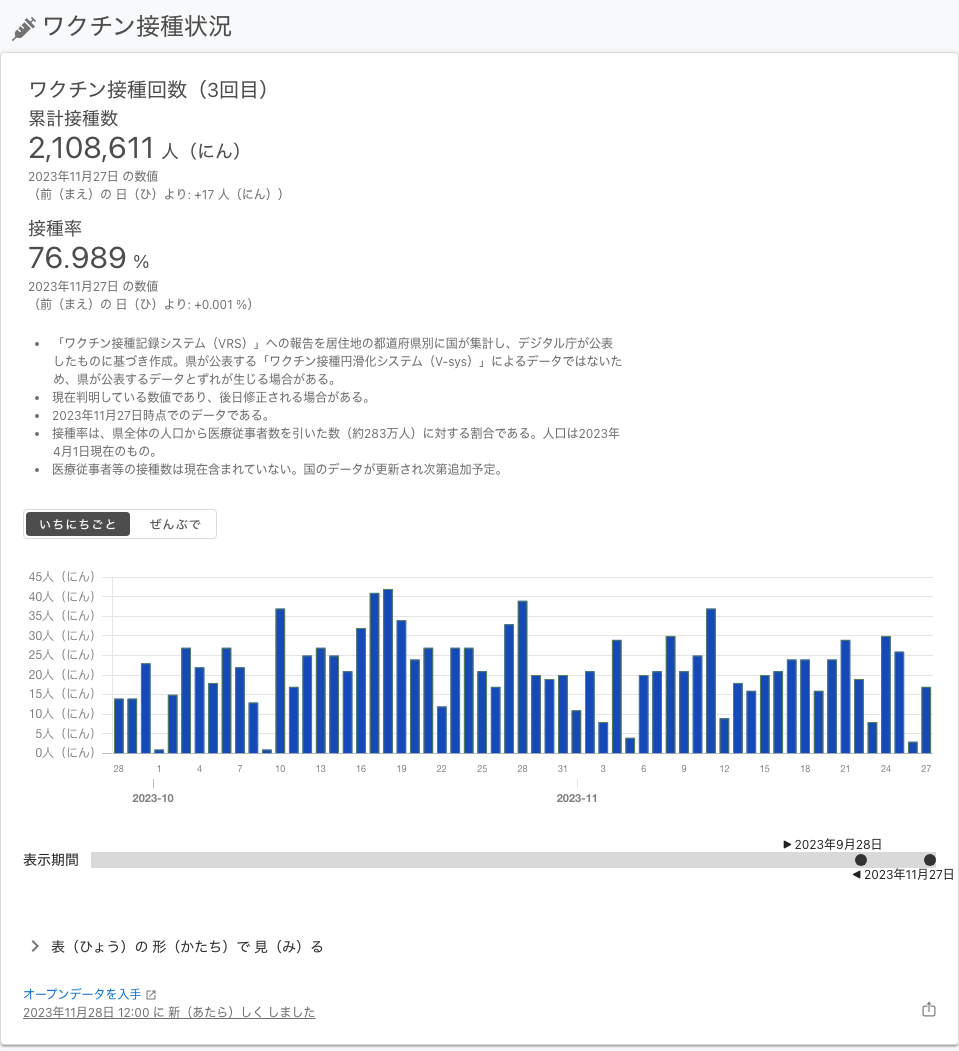 ワクチン接種状況
ワクチン接種回数（3回目）
累計接種数
2,108,611 人（にん）
2023年11月27日 の数値
（前（まえ）の 日（ひ）より: +17 人（にん））
接種率
76.989 %
2023年11月27日 の数値
（前（まえ）の 日（ひ）より: +0.001 %）
• 「ワクチン接種記録システム（VRS）」への報告を居住地の都道府県別に国が集計し、デジタル庁が公表
したものに基づき作成。県が公表する「ワクチン接種円滑化システム（V-sys）」によるデータではないた
め、県が公表するデータとずれが生じる場合がある。
• 現在判明している数値であり、後日修正される場合がある。
• 2023年11月27日時点でのデータである。
• 接種率は、県全体の人口から医療従事者数を引いた数（約283万人）に対する割合である。人口は2023年
4月1日現在のもの。
• 医療従事者等の接種数は現在含まれていない。国のデータが更新され次第追加予定。
いちにちごと ぜんぶで
45人（にん）
40人（にん）
35人（にん）
30人（にん）
25人（にん）
20人（にん）
15人（にん）
10人（にん）
5人（にん）
0人（にん）
28 1 4 7 10 13 16 19 22 25 28 31 3 6 9 12 15 18 21 24 27
2023-10 2023-11
▶ 2023年9月28日
表示期間
◀ 2023年11月27日
表（ひょう）の 形（かたち）で 見（み）る
オープンデータを入手
2023年11月28日 12:00 に 新（あたら）しく しました